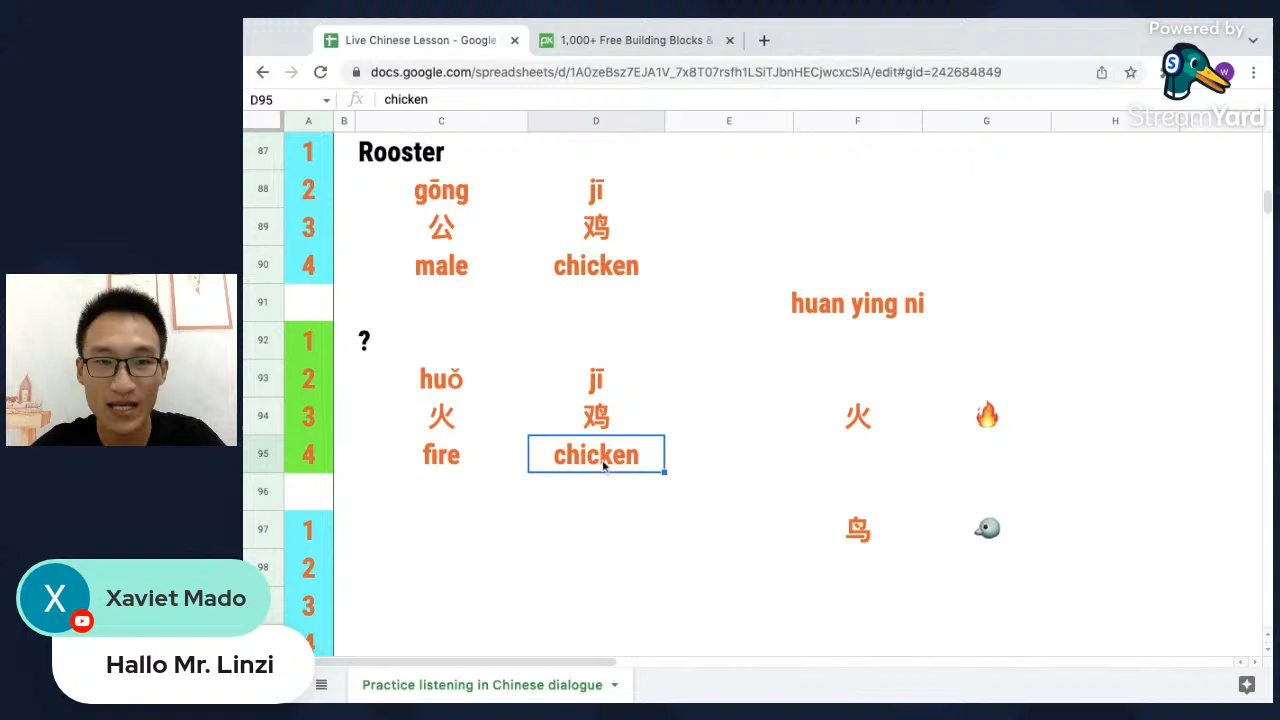 Powered by
StreamYard
Live Chinese Lesson - Google
1,000+ Free Building Blocks &
docs.google.com/spreadsheets/d/1A0zeBsz7EJA1V_7x8T07rsfh1LSiTJbnHECjwcxcSlA/edit#gid=242684849
S
w
D95
fx
chicken
A B C D E F G H
87 1 Rooster
88 2 gōng jī
89 3 公 鸡
90 4 male chicken
91 huan ying ni
92 1 ?
93 2 huǒ jī
94 3 火 鸡 火
95 4 fire chicken
96
97 1 鸟
98 2
3
4
X Xaviet Mado
Hallo Mr. Linzi
Practice listening in Chinese dialogue